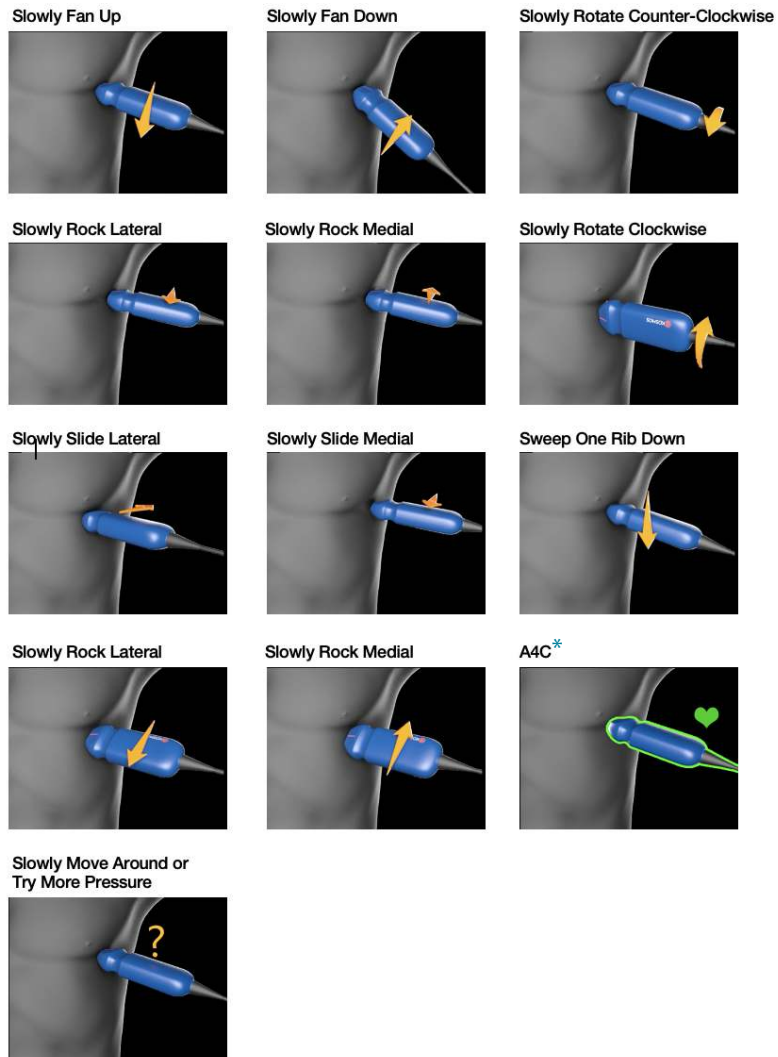 Slowly Fan Up
Slowly Fan Down
Slowly Rotate Counter-Clockwise
Slowly Rock Lateral
Slowly Rock Medial
Slowly Rotate Clockwise
Slowly Slide Lateral
Slowly Slide Medial
Sweep One Rib Down
Slowly Rock Lateral
Slowly Rock Medial
A4C*
Slowly Move Around or
Try More Pressure
?